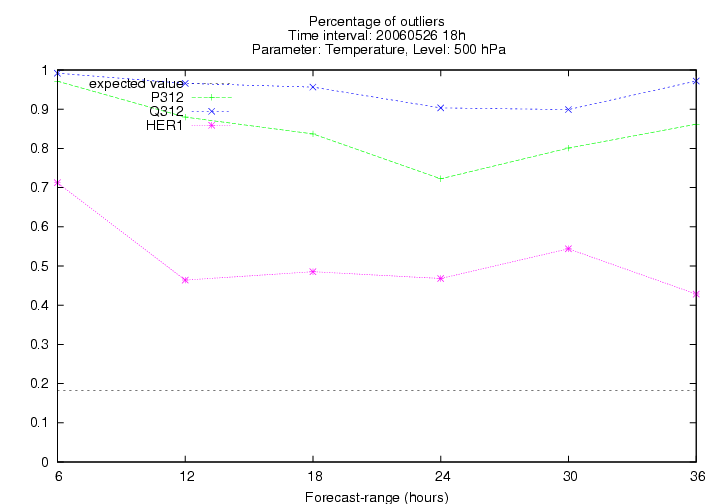 Percentage of outliers
Time interval: 20060526 18h
Parameter: Temperature, Level: 500 hPa
1
0.9
0.8
0.7
0.6
0.5
0.4
0.3
0.2
0.1
0
expected value
P312
Q312
HER1
6 12 18 24 30 36
Forecast-range (hours)